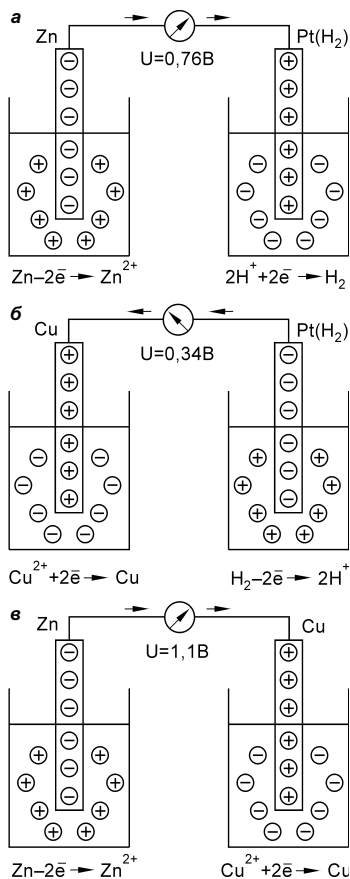 а
Zn Pt(H₂)
U=0,76В
Zn–2e̅ → Zn²⁺ 2H⁺+2e̅ → H₂
б
Cu Pt(H₂)
U=0,34В
Cu²⁺+2e̅ → Cu H₂–2e̅ → 2H⁺
в
Zn Cu
U=1,1В
Zn–2e̅ → Zn²⁺ Cu²⁺+2e̅ → Cu